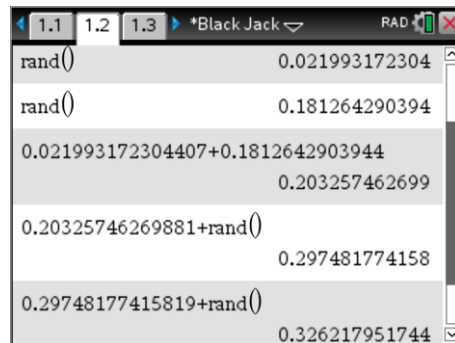 1.1 1.2 1.3 *Black Jack RAD
rand() 0.021993172304
rand() 0.181264290394
0.021993172304407+0.1812642903944
0.203257462699
0.20325746269881+rand()
0.297481774158
0.29748177415819+rand()
0.326217951744